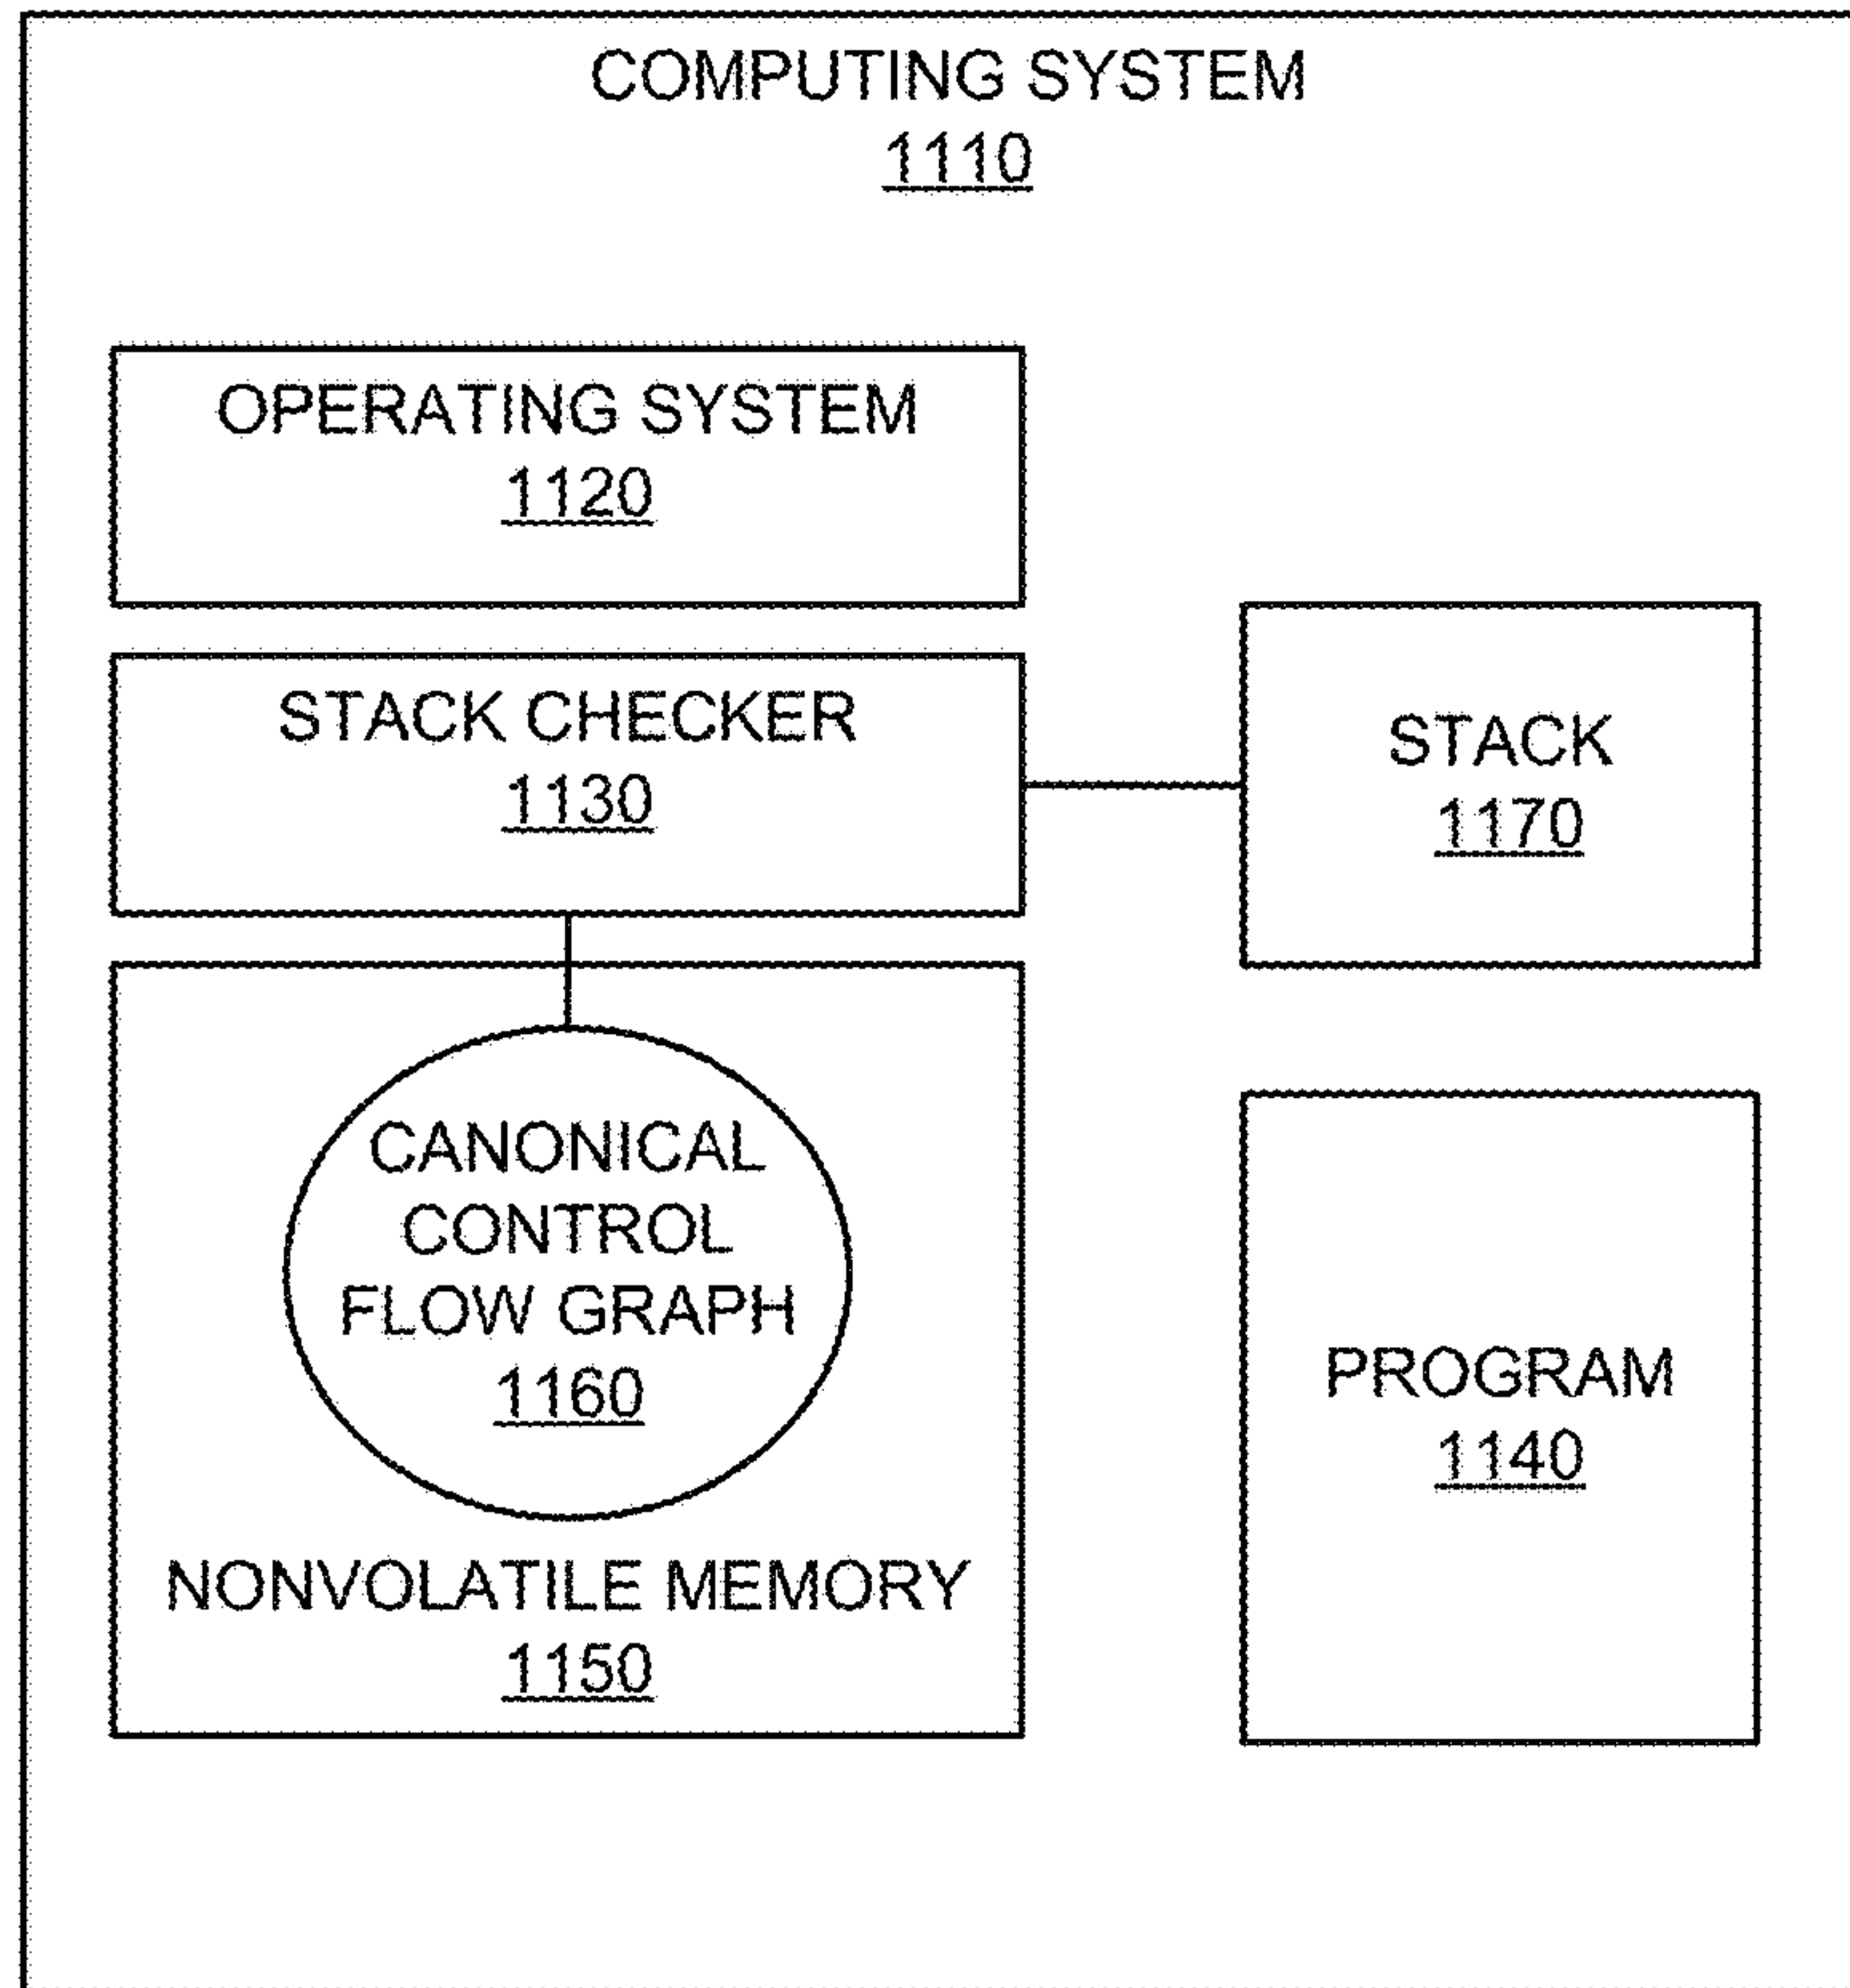 COMPUTING SYSTEM
1110
OPERATING SYSTEM
1120
STACK CHECKER
1130
STACK
1170
CANONICAL
CONTROL
FLOW GRAPH
1160
NONVOLATILE MEMORY
1150
PROGRAM
1140